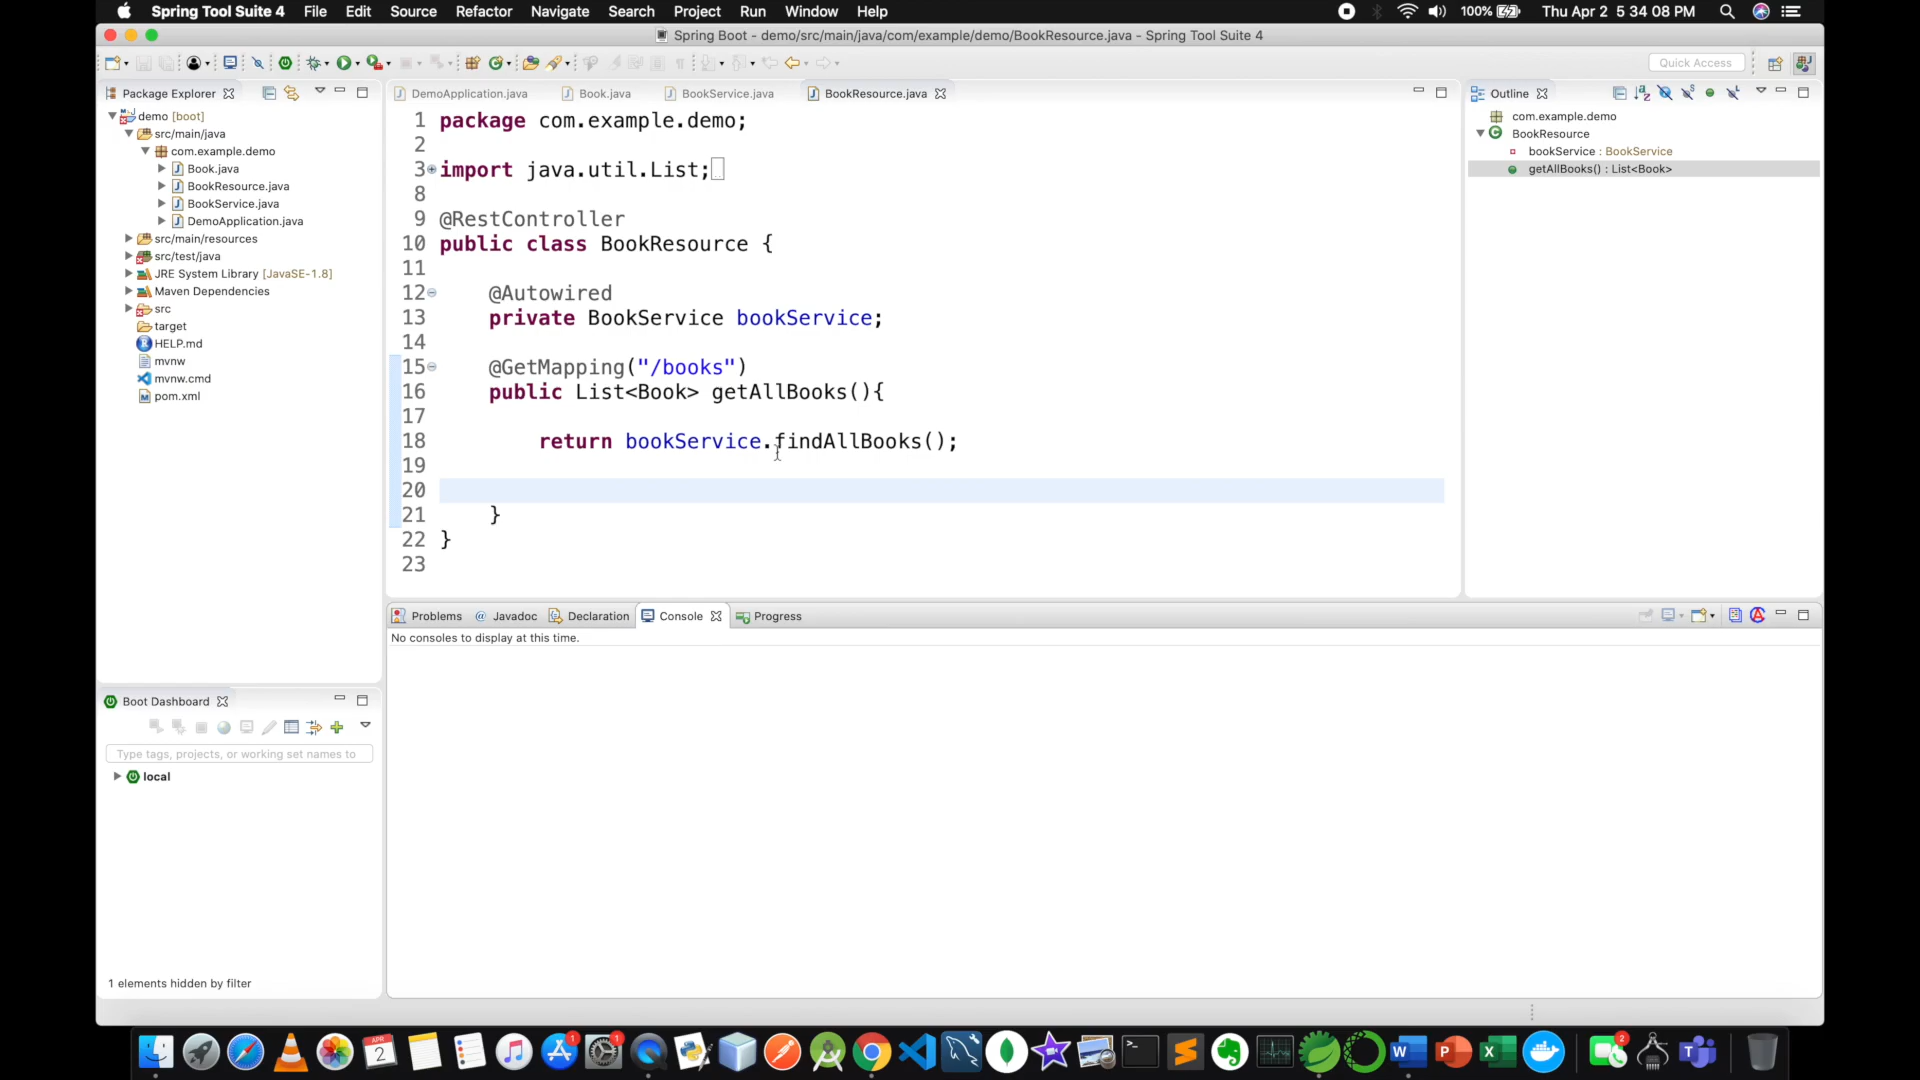 Spring Tool Suite 4 File Edit Source Refactor Navigate Search Project Run Window Help 100% Thu Apr 2 5 34 08 PM
Spring Boot - demo/src/main/java/com/example/demo/BookResource.java - Spring Tool Suite 4
Quick Access
Package Explorer
demo [boot]
src/main/java
com.example.demo
Book.java
BookResource.java
BookService.java
DemoApplication.java
src/main/resources
src/test/java
JRE System Library [JavaSE-1.8]
Maven Dependencies
src
target
HELP.md
mvnw
mvnw.cmd
pom.xml
DemoApplication.java Book.java BookService.java BookResource.java
1 package com.example.demo;
2
3 import java.util.List;
8
9 @RestController
10 public class BookResource {
11
12 @Autowired
13 private BookService bookService;
14
15 @GetMapping("/books")
16 public List<Book> getAllBooks(){
17
18 return bookService.findAllBooks();
19
20
21 }
22 }
23
Outline
com.example.demo
BookResource
bookService : BookService
getAllBooks() : List<Book>
Problems @ Javadoc Declaration Console Progress
No consoles to display at this time.
Boot Dashboard
Type tags, projects, or working set names to
local
1 elements hidden by filter
APR
2
1
1
W
P
X
2
T